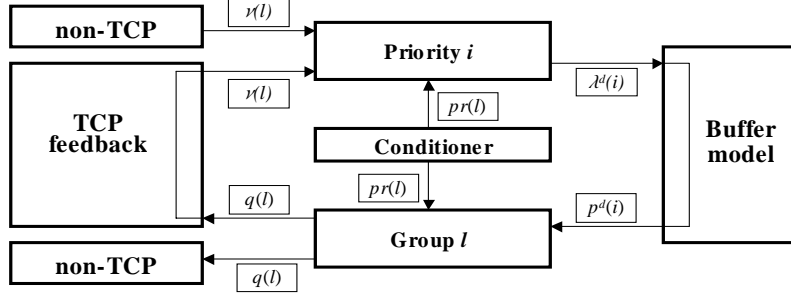 ν(l)
non-TCP
Priority i
ν(l)
λᵈ(i)
TCP
feedback
pr(l)
Conditioner
Buffer
model
pr(l)
q(l)
pᵈ(i)
Group l
non-TCP
q(l)